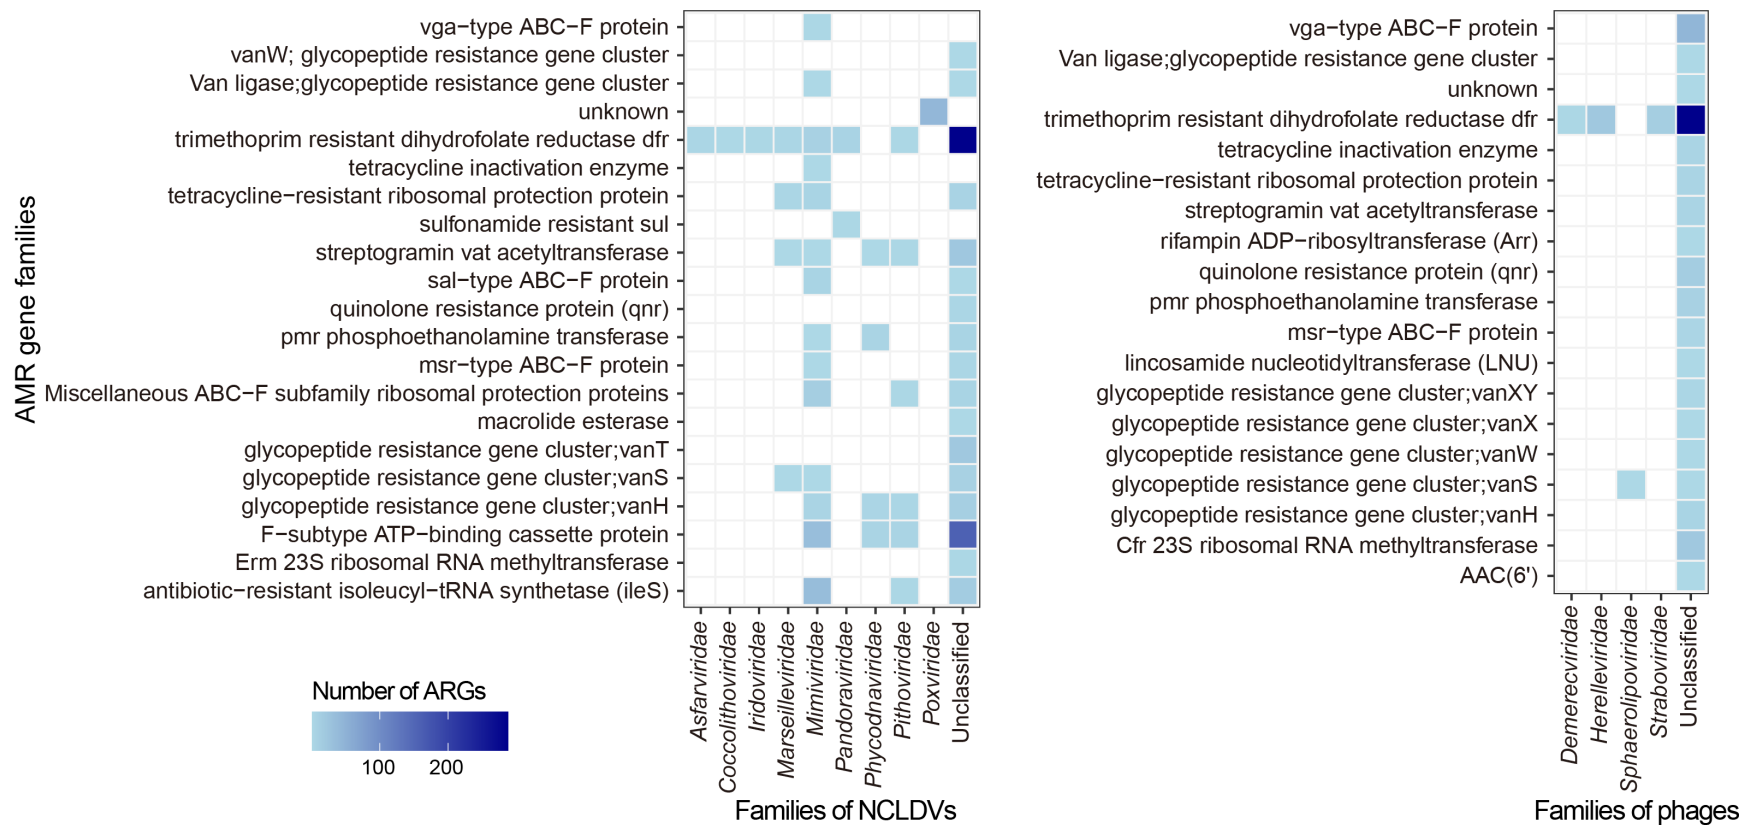 AMR gene families
vga−type ABC−F protein
vanW; glycopeptide resistance gene cluster
Van ligase;glycopeptide resistance gene cluster
unknown
trimethoprim resistant dihydrofolate reductase dfr
tetracycline inactivation enzyme
tetracycline−resistant ribosomal protection protein
sulfonamide resistant sul
streptogramin vat acetyltransferase
sal−type ABC−F protein
quinolone resistance protein (qnr)
pmr phosphoethanolamine transferase
msr−type ABC−F protein
Miscellaneous ABC−F subfamily ribosomal protection proteins
macrolide esterase
glycopeptide resistance gene cluster;vanT
glycopeptide resistance gene cluster;vanS
glycopeptide resistance gene cluster;vanH
F−subtype ATP−binding cassette protein
Erm 23S ribosomal RNA methyltransferase
antibiotic−resistant isoleucyl−tRNA synthetase (ileS)
Asfarviridae
Coccolithoviridae
Iridoviridae
Marseilleviridae
Mimiviridae
Pandoraviridae
Phycodnaviridae
Pithoviridae
Poxviridae
Unclassified
Families of NCLDVs
Number of ARGs
100
200
vga−type ABC−F protein
Van ligase;glycopeptide resistance gene cluster
unknown
trimethoprim resistant dihydrofolate reductase dfr
tetracycline inactivation enzyme
tetracycline−resistant ribosomal protection protein
streptogramin vat acetyltransferase
rifampin ADP−ribosyltransferase (Arr)
quinolone resistance protein (qnr)
pmr phosphoethanolamine transferase
msr−type ABC−F protein
lincosamide nucleotidyltransferase (LNU)
glycopeptide resistance gene cluster;vanXY
glycopeptide resistance gene cluster;vanX
glycopeptide resistance gene cluster;vanW
glycopeptide resistance gene cluster;vanS
glycopeptide resistance gene cluster;vanH
Cfr 23S ribosomal RNA methyltransferase
AAC(6')
Demerecviridae
Herelleviridae
Sphaerolipoviridae
Straboviridae
Unclassified
Families of phages